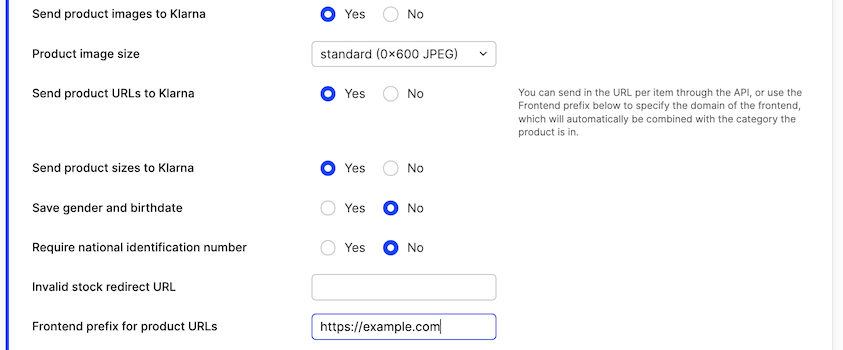 Send product images to Klarna Yes No
Product image size standard (0×600 JPEG)
Send product URLs to Klarna Yes No
You can send in the URL per item through the API, or use the
Frontend prefix below to specify the domain of the frontend,
which will automatically be combined with the category the
product is in.
Send product sizes to Klarna Yes No
Save gender and birthdate Yes No
Require national identification number Yes No
Invalid stock redirect URL
Frontend prefix for product URLs https://example.com